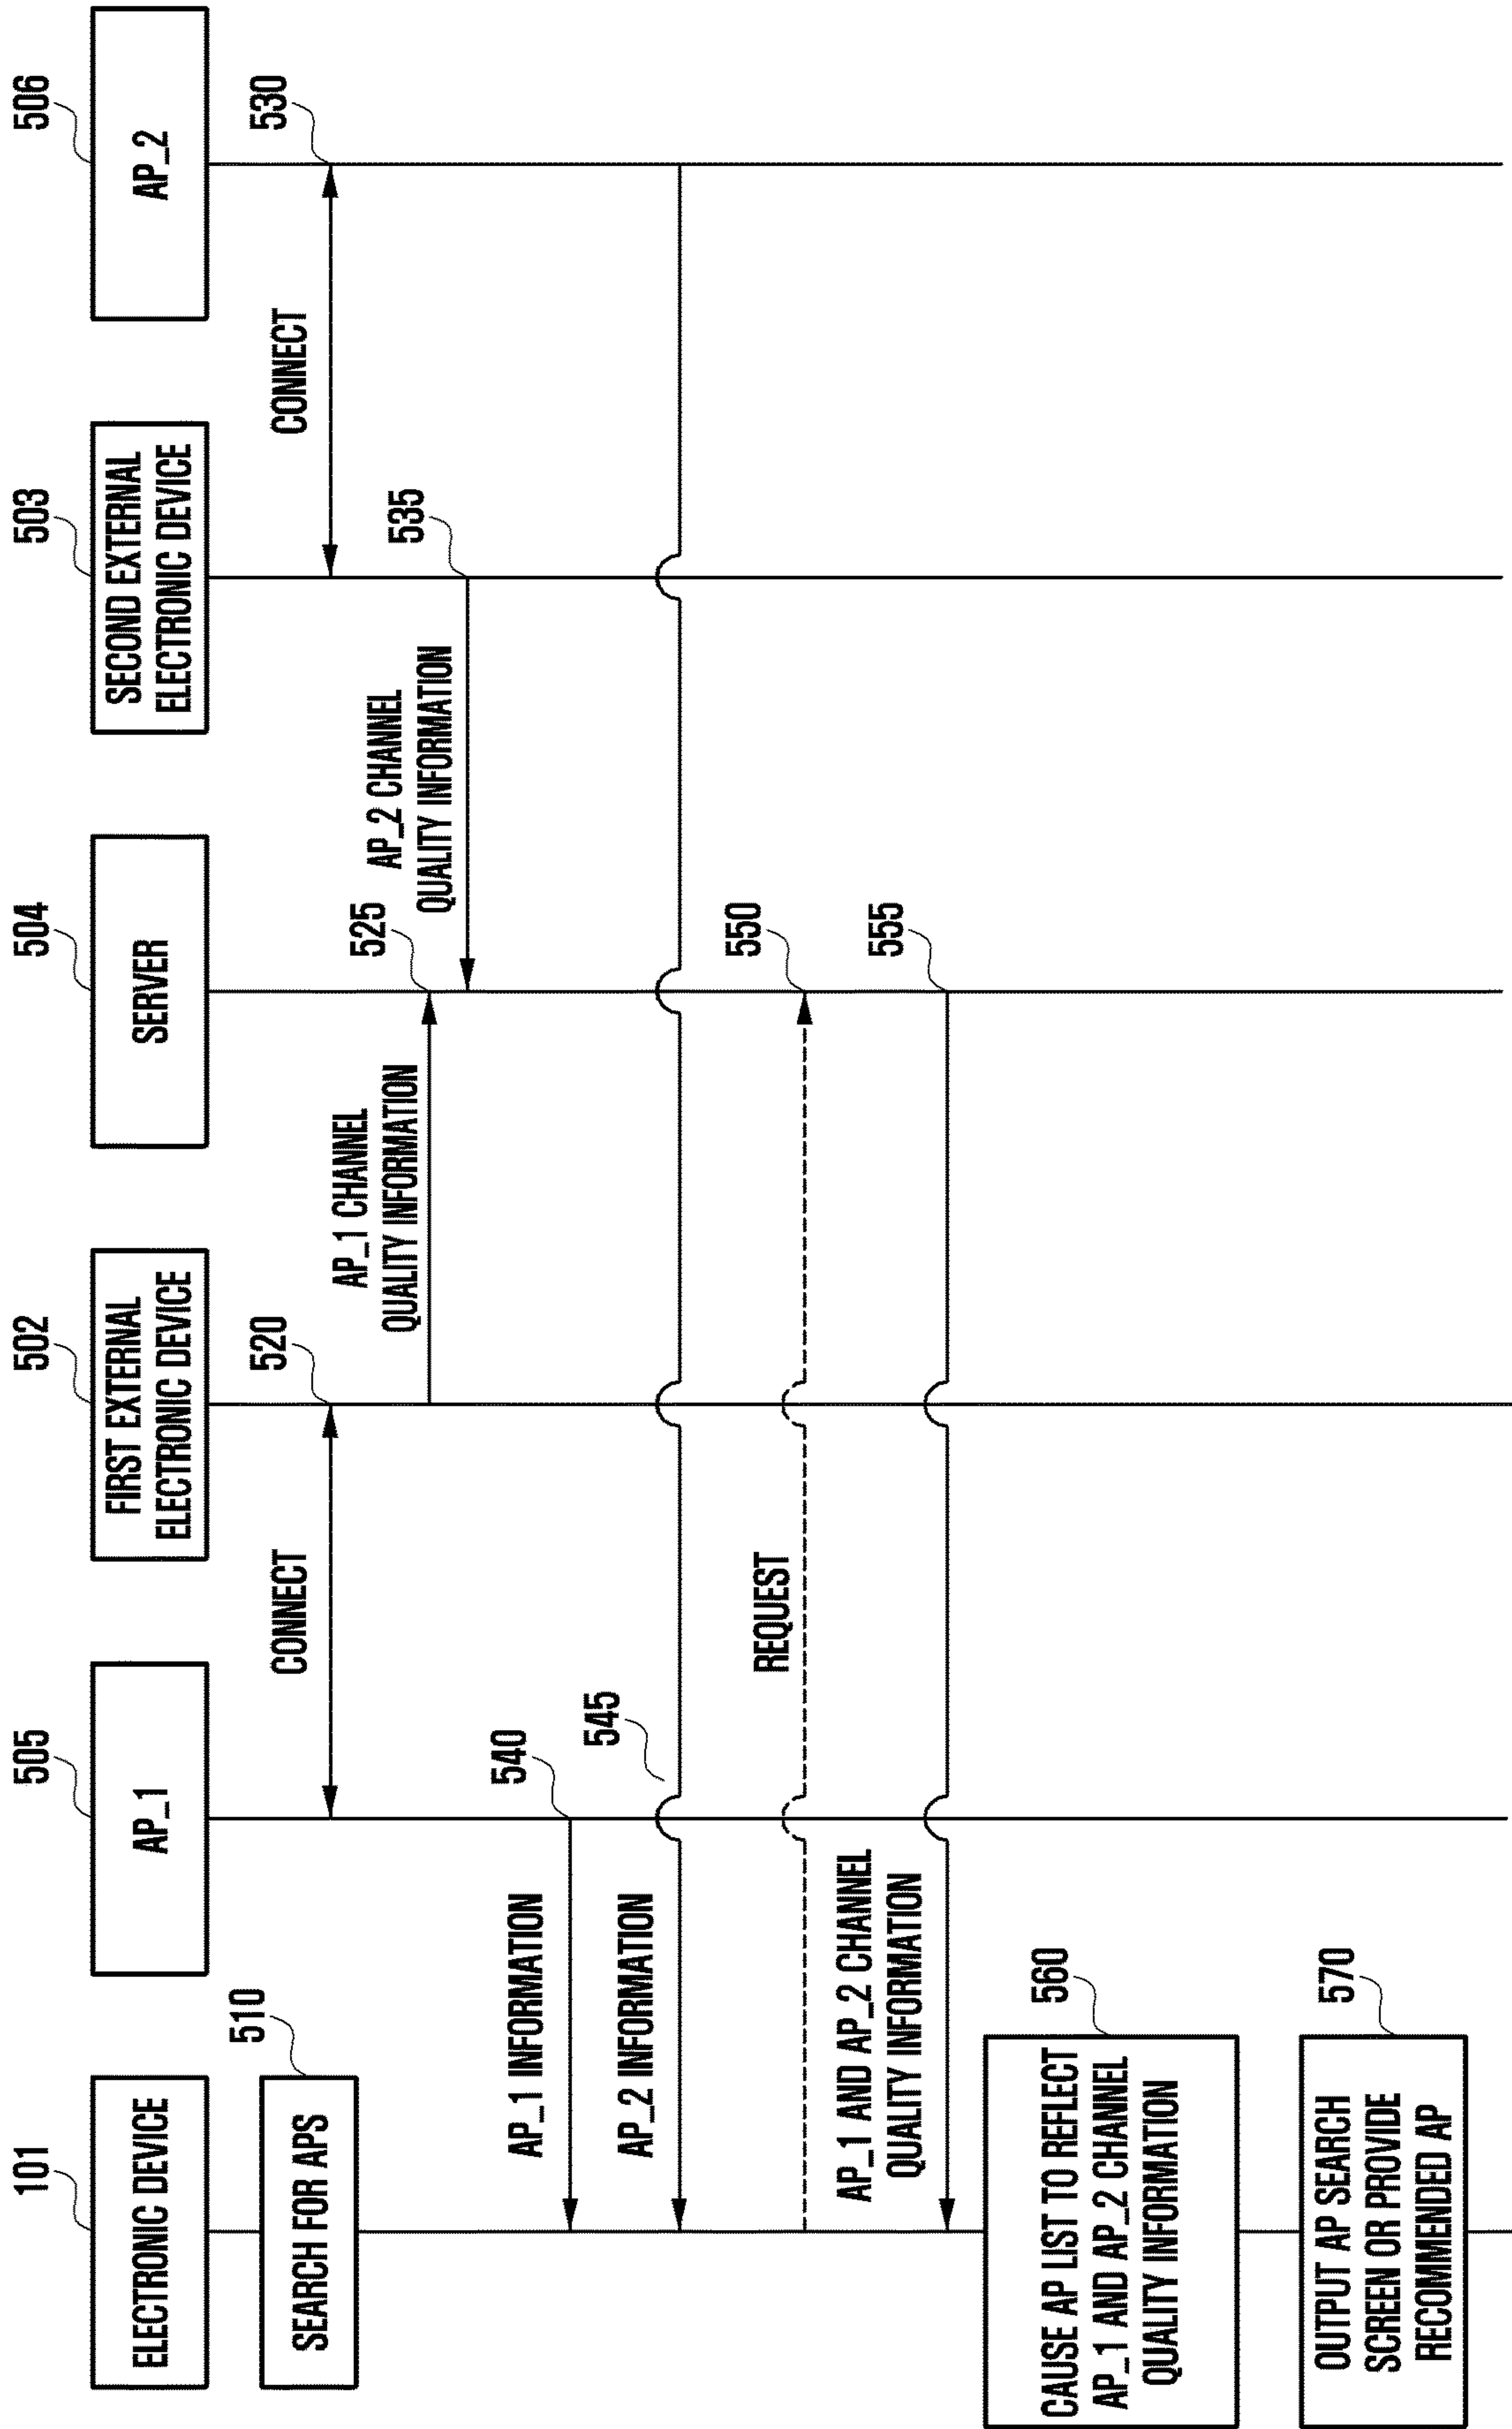 101
505
502
504
503
506
ELECTRONIC DEVICE
AP_1
FIRST EXTERNAL
ELECTRONIC DEVICE
SERVER
SECOND EXTERNAL
ELECTRONIC DEVICE
AP_2
510
SEARCH FOR APS
CONNECT
520
CONNECT
530
AP_1 CHANNEL
QUALITY INFORMATION
525
AP_2 CHANNEL
QUALITY INFORMATION
535
AP_1 INFORMATION
540
AP_2 INFORMATION
545
REQUEST
550
AP_1 AND AP_2 CHANNEL
QUALITY INFORMATION
555
CAUSE AP LIST TO REFLECT
AP_1 AND AP_2 CHANNEL
QUALITY INFORMATION
560
OUTPUT AP SEARCH
SCREEN OR PROVIDE
RECOMMENDED AP
570